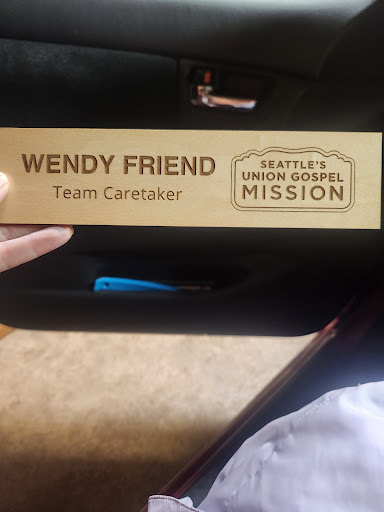 WENDY FRIEND
Team Caretaker
SEATTLE'S
UNION GOSPEL
MISSION